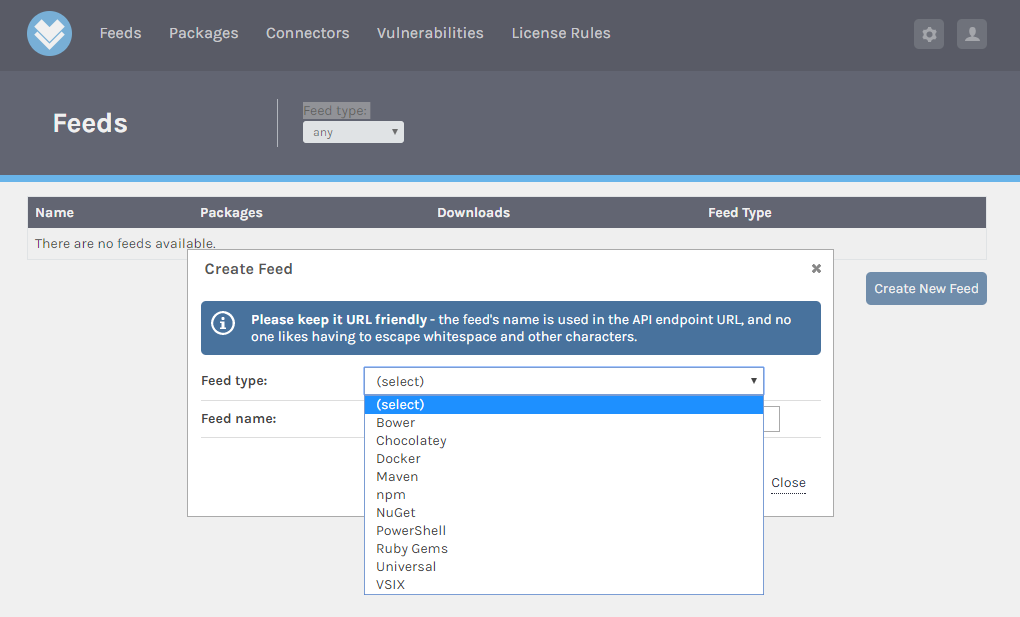 Feeds Packages Connectors Vulnerabilities License Rules
Feeds
Feed type:
any
Name Packages Downloads Feed Type
There are no feeds available.
Create New Feed
Create Feed
Please keep it URL friendly - the feed's name is used in the API endpoint URL, and no
one likes having to escape whitespace and other characters.
Feed type:
(select)
(select)
Bower
Chocolatey
Docker
Maven
npm
NuGet
PowerShell
Ruby Gems
Universal
VSIX
Feed name:
Close